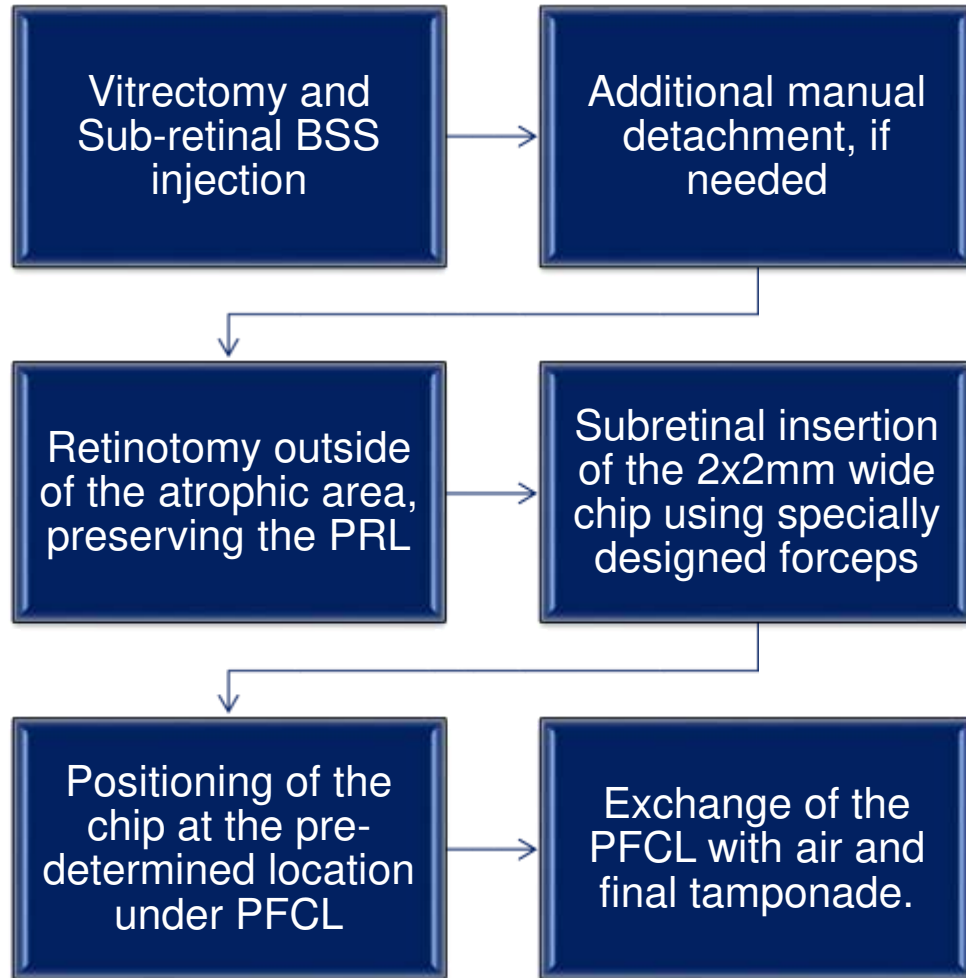 Vitrectomy and
Sub-retinal BSS
injection
Additional manual
detachment, if
needed
Retinotomy outside
of the atrophic area,
preserving the PRL
Subretinal insertion
of the 2x2mm wide
chip using specially
designed forceps
Positioning of the
chip at the pre-
determined location
under PFCL
Exchange of the
PFCL with air and
final tamponade.